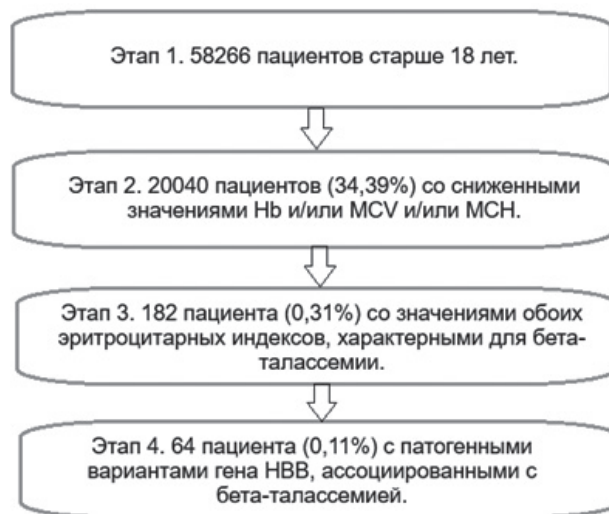 Этап 1. 58266 пациентов старше 18 лет.
Этап 2. 20040 пациентов (34,39%) со сниженными
значениями Hb и/или MCV и/или MCH.
Этап 3. 182 пациента (0,31%) со значениями обоих
эритроцитарных индексов, характерными для бета-
талассемии.
Этап 4. 64 пациента (0,11%) с патогенными
вариантами гена HBB, ассоциированными с
бета-талассемией.